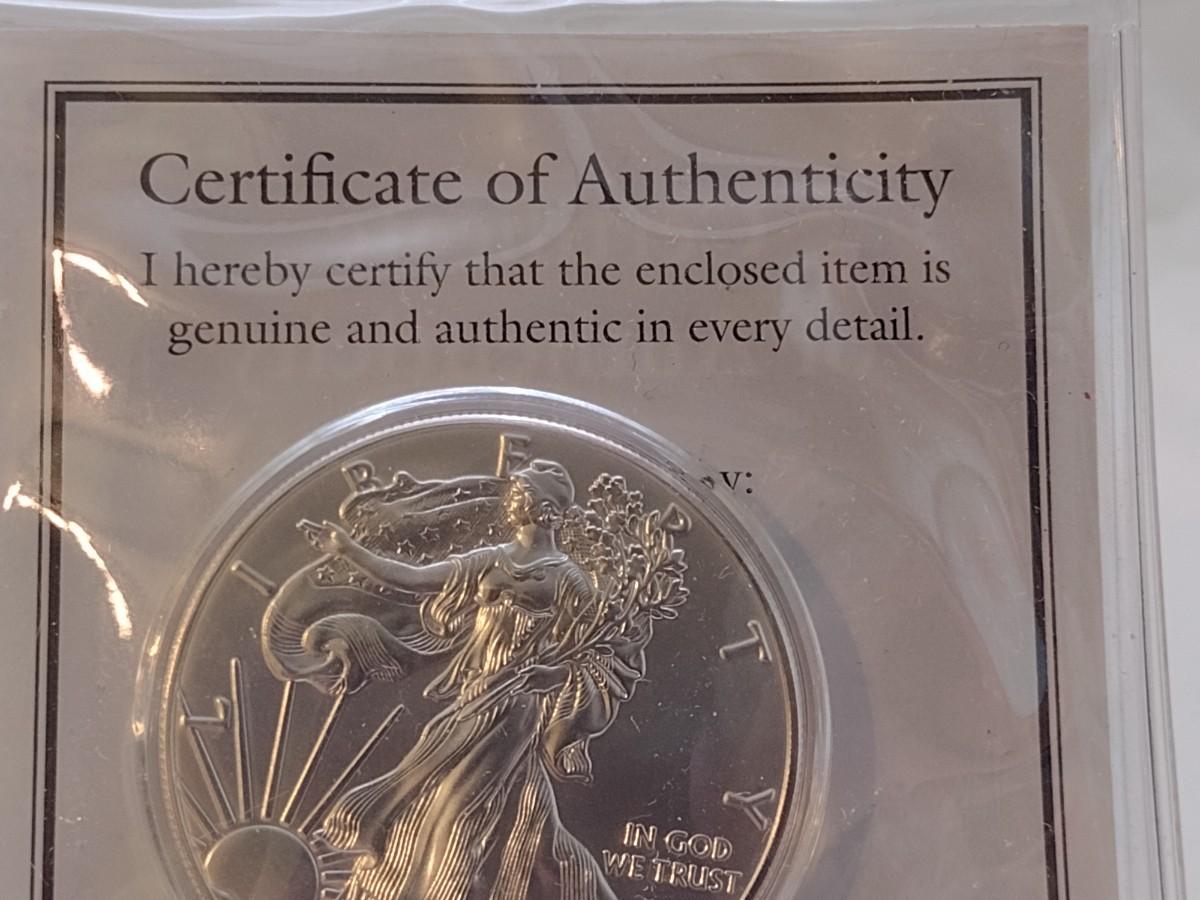 Certificate of Authenticity
I hereby certify that the enclosed item is
genuine and authentic in every detail.
LIBERTY
IN GOD
WE TRUST